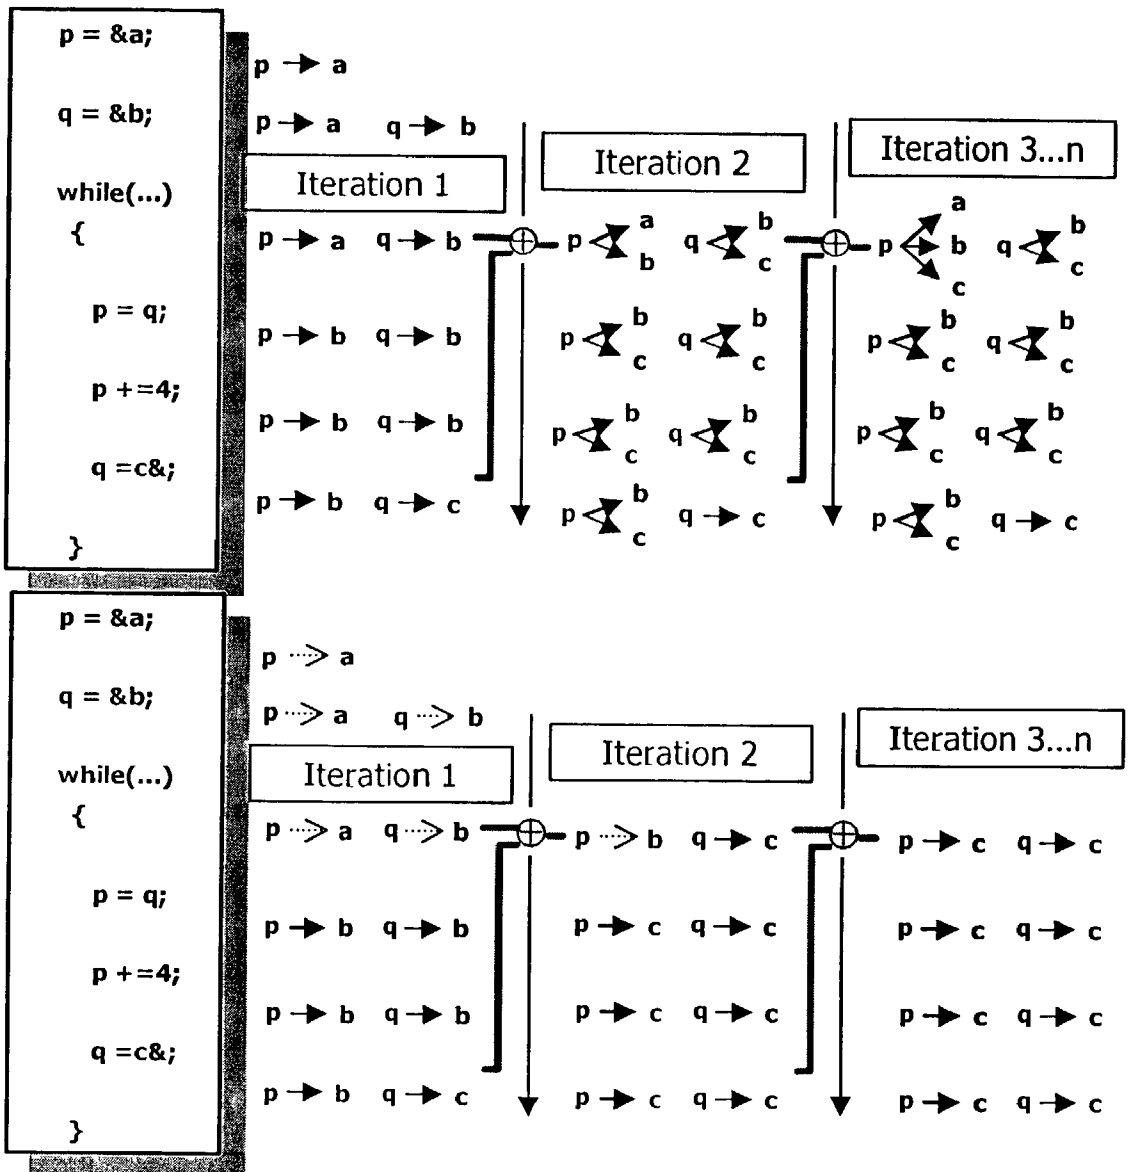 p = &a;
p a
q = &b;
p a q b
Iteration 1 Iteration 2 Iteration 3...n
while(...)
{
a b a b
p q b p b q b
b c c c
p = q;
p b q b p b q b p b q b
c c c c
p +=4;
p b q b p b q b p b q b
c c c c
q =c&;
p b q c p b q c p b q c
c c
}
p = &a;
p a
q = &b;
p a q b
Iteration 1 Iteration 2 Iteration 3...n
while(...)
{
p a q b p b q c p c q c
p = q;
p b q b p c q c p c q c
p +=4;
p b q b p c q c p c q c
q =c&;
p b q c p c q c p c q c
}